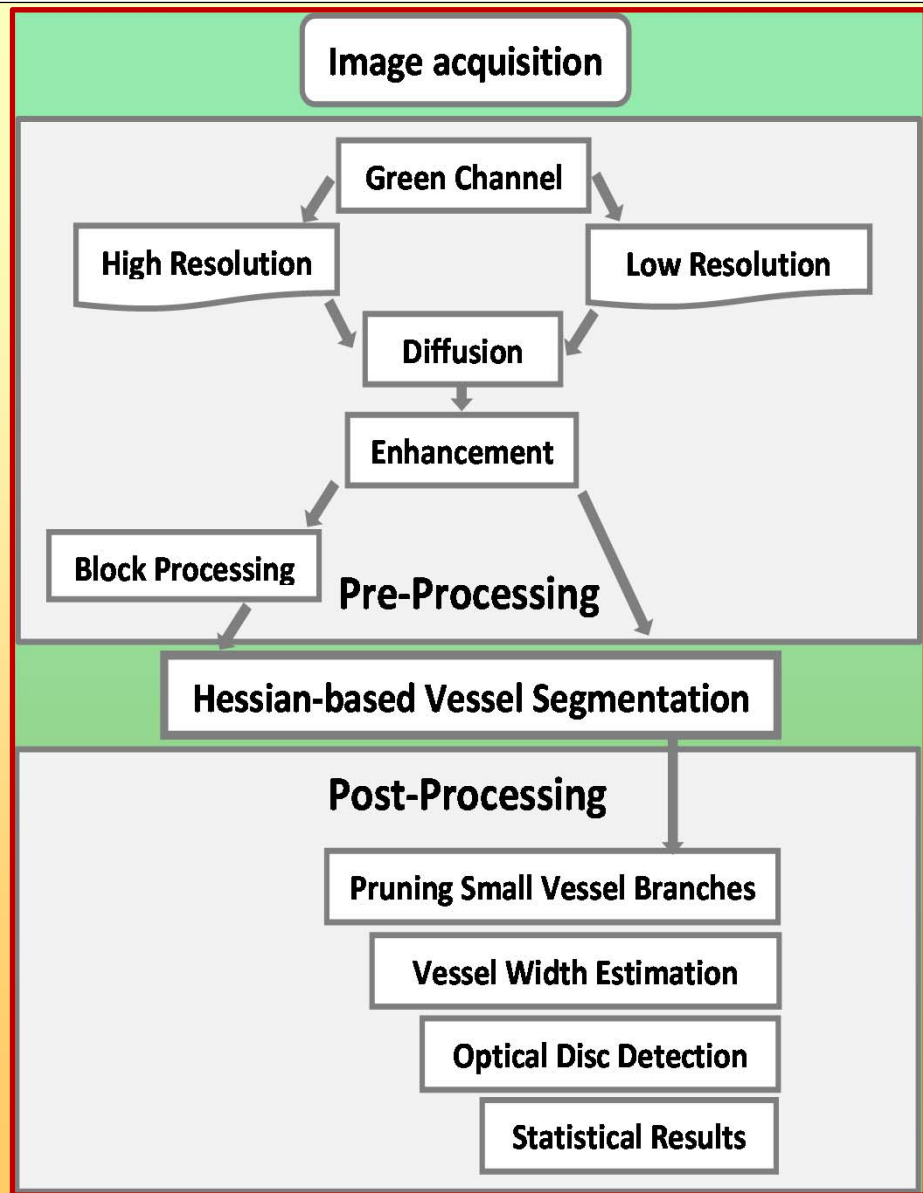 Image acquisition
Green Channel
High Resolution
Low Resolution
Diffusion
Enhancement
Block Processing
Pre-Processing
Hessian-based Vessel Segmentation
Post-Processing
Pruning Small Vessel Branches
Vessel Width Estimation
Optical Disc Detection
Statistical Results